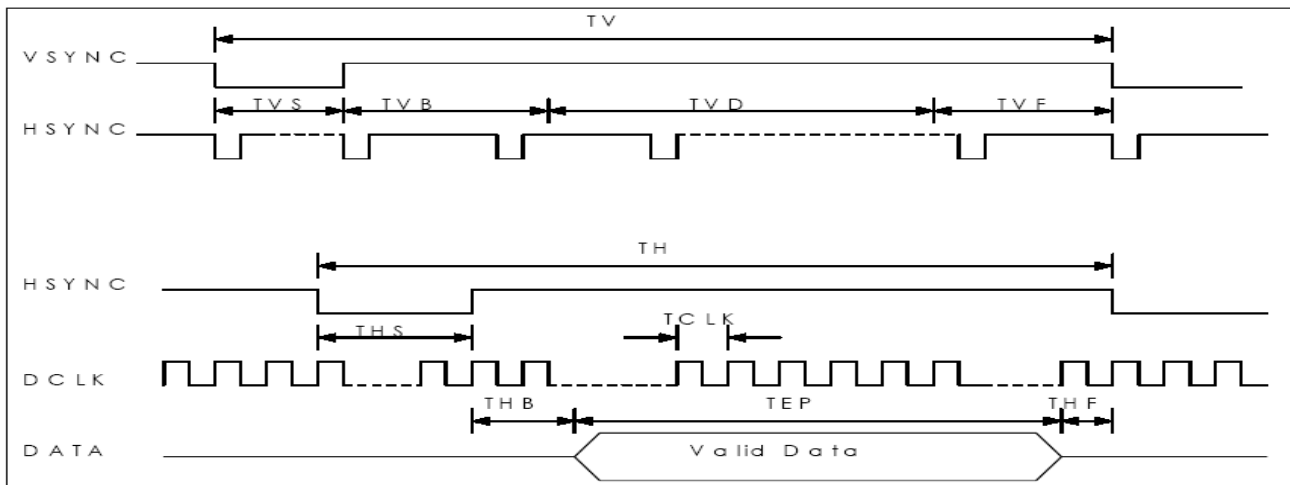 TV
VSYNC
TVS TVB TVD TVF
HSYNC
TH
HSYNC
THS TCLK
DCLK
THB TEP THF
DATA Valid Data